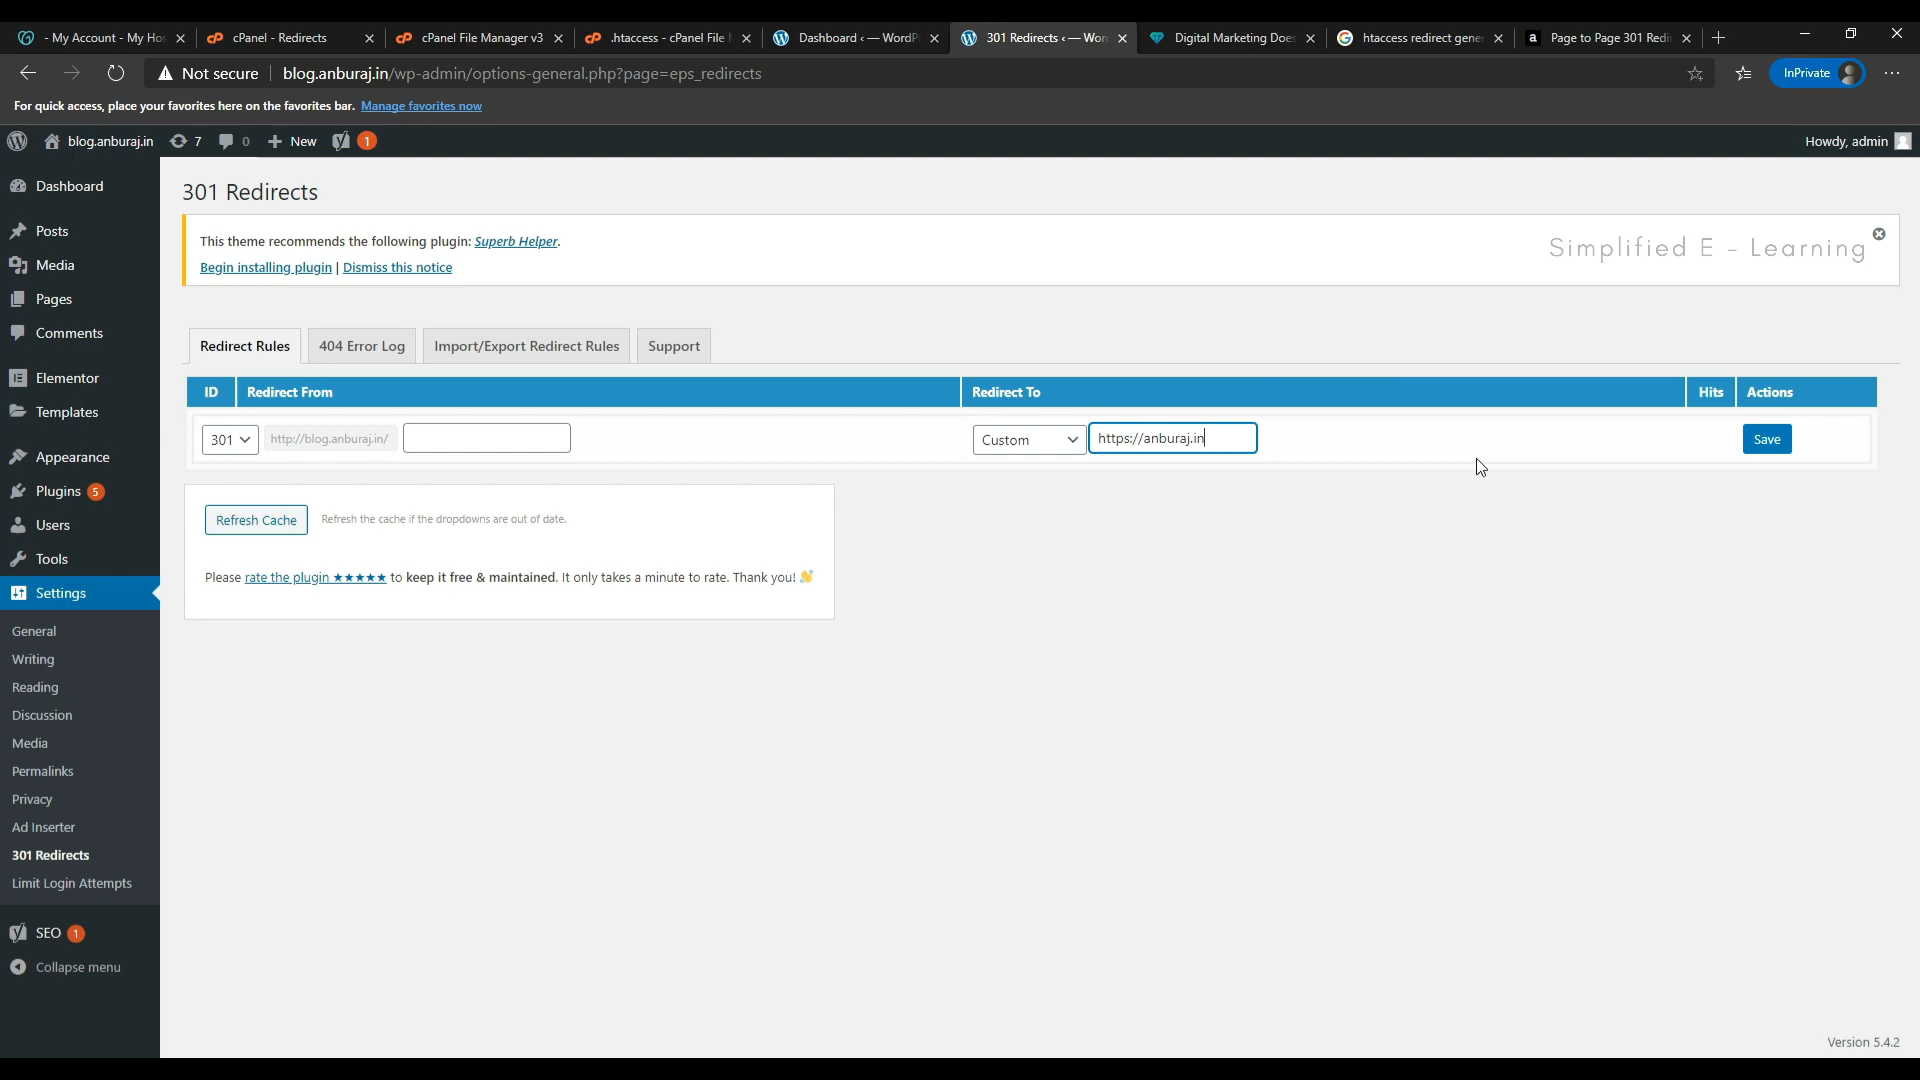 - My Account - My Hos
cPanel - Redirects
cPanel File Manager v3
.htaccess - cPanel File M
Dashboard ‹ — WordP
301 Redirects ‹ — Wor
Digital Marketing Does
htaccess redirect gene
Page to Page 301 Redi
Not secure
blog.anburaj.in/wp-admin/options-general.php?page=eps_redirects
InPrivate
For quick access, place your favorites here on the favorites bar. Manage favorites now
blog.anburaj.in
7
0
New
1
Howdy, admin
Dashboard
Posts
Media
Pages
Comments
Elementor
Templates
Appearance
Plugins 5
Users
Tools
Settings
General
Writing
Reading
Discussion
Media
Permalinks
Privacy
Ad Inserter
301 Redirects
Limit Login Attempts
SEO 1
Collapse menu
301 Redirects
This theme recommends the following plugin: Superb Helper.
Begin installing plugin | Dismiss this notice
Simplified E - Learning
Redirect Rules
404 Error Log
Import/Export Redirect Rules
Support
ID
Redirect From
Redirect To
Hits
Actions
301
http://blog.anburaj.in/
Custom
https://anburaj.in
Save
Refresh Cache
Refresh the cache if the dropdowns are out of date.
Please rate the plugin ★★★★★ to keep it free & maintained. It only takes a minute to rate. Thank you! 👋
Version 5.4.2